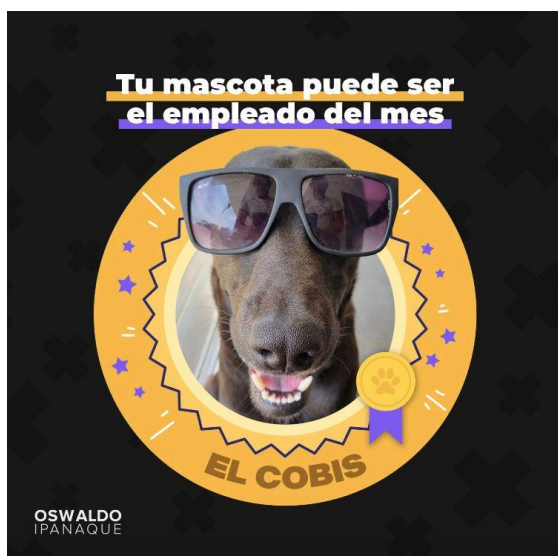 Tu mascota puede ser
el empleado del mes
EL COBIS
OSWALDO
IPANAQUE